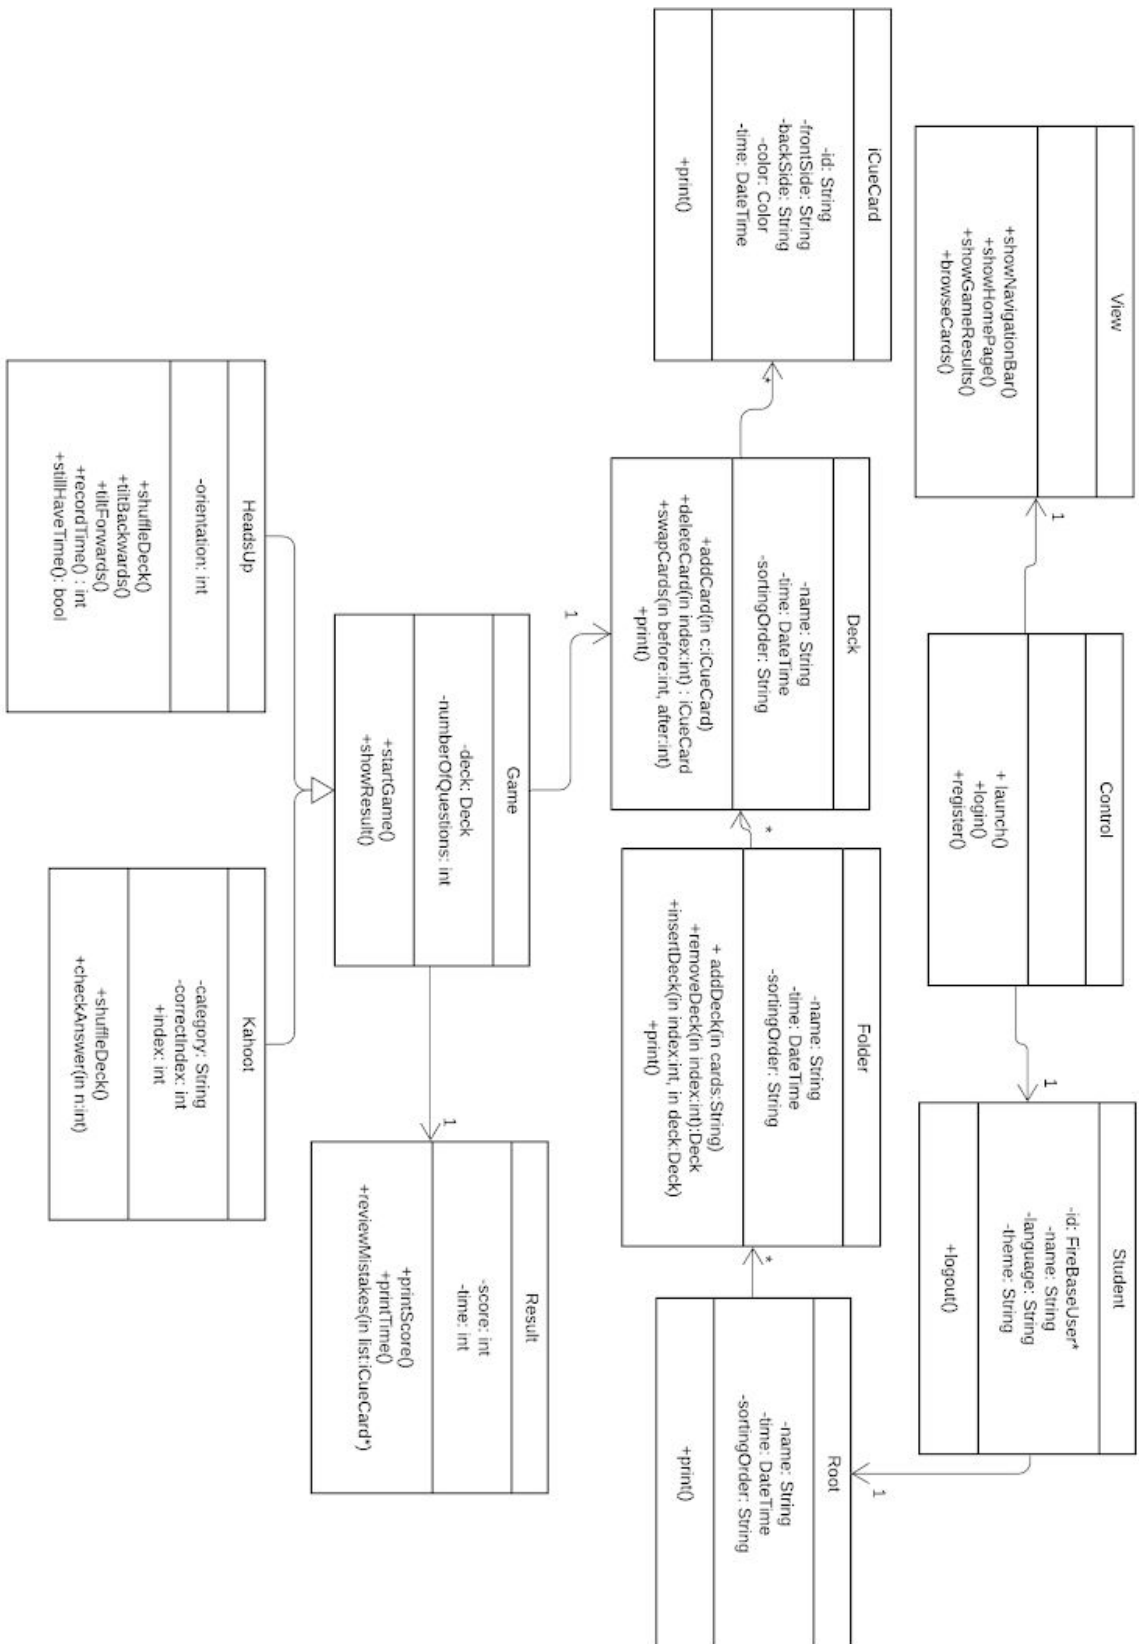 View
+showNavigationBar()
+showHomePage()
+showGameResults()
+browseCards()
1
Control
+ launch()
+login()
+register()
1
Student
-id: FireBaseUser*
-name: String
-language: String
-theme: String
+logout()
1
iCueCard
-id: String
-frontSide: String
-backSide: String
-color: Color
-time: DateTime
+print()
*
Deck
-name: String
-time: DateTime
-sortingOrder: String
+addCard(in c:iCueCard)
+deleteCard(in index:int) : iCueCard
+swapCards(in before:int, after:int)
+print()
*
Folder
-name: String
-time: DateTime
-sortingOrder: String
+ addDeck(in cards:String)
+removeDeck(in index:int):Deck
+insertDeck(in index:int, in deck:Deck)
+print()
*
Root
-name: String
-time: DateTime
-sortingOrder: String
+print()
1
Game
-deck: Deck
-numberOfQuestions: int
+startGame()
+showResult()
1
Result
-score: int
-time: int
+printScore()
+printTime()
+reviewMistakes(in list:iCueCard*)
HeadsUp
-orientation: int
+shuffleDeck()
+tiltBackwards()
+tiltForwards()
+recordTime() : int
+stillHaveTime(): bool
Kahoot
-category: String
-correctIndex: int
+index: int
+shuffleDeck()
+checkAnswer(in n:int)